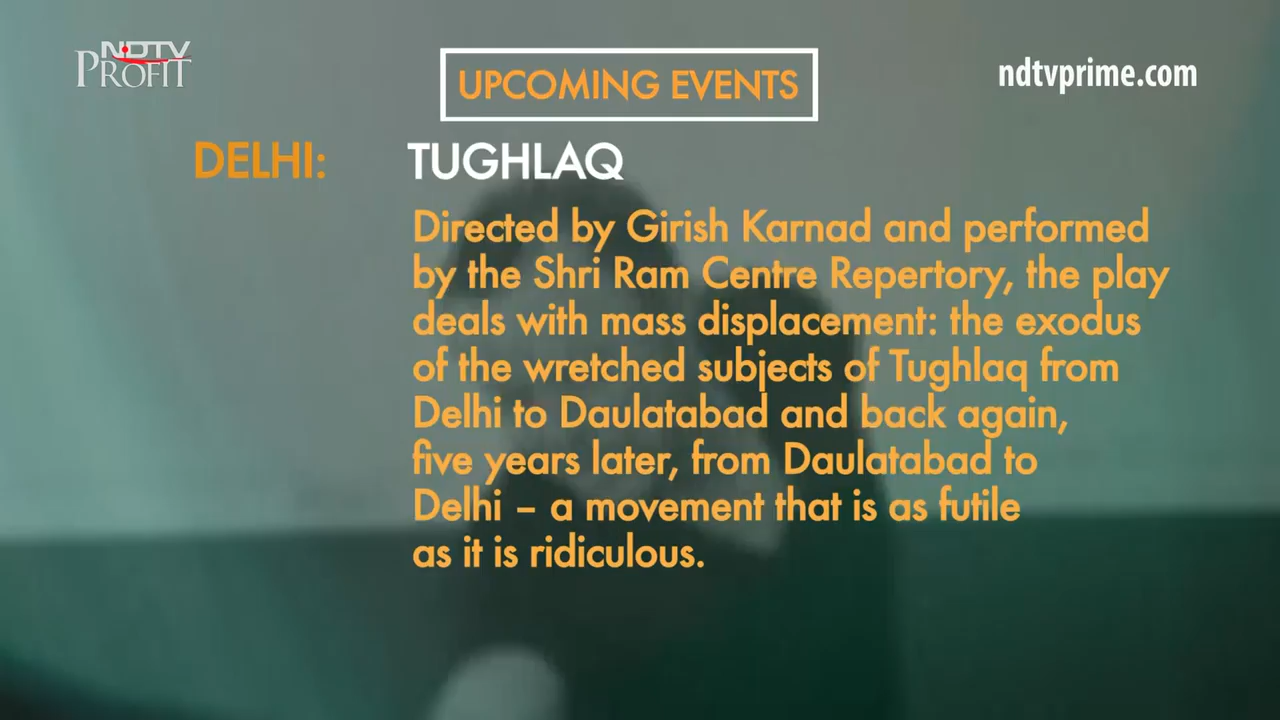 NDTV
PROFIT
UPCOMING EVENTS
ndtvprime.com
DELHI:
TUGHLAQ
Directed by Girish Karnad and performed
by the Shri Ram Centre Repertory, the play
deals with mass displacement: the exodus
of the wretched subjects of Tughlaq from
Delhi to Daulatabad and back again,
five years later, from Daulatabad to
Delhi – a movement that is as futile
as it is ridiculous.